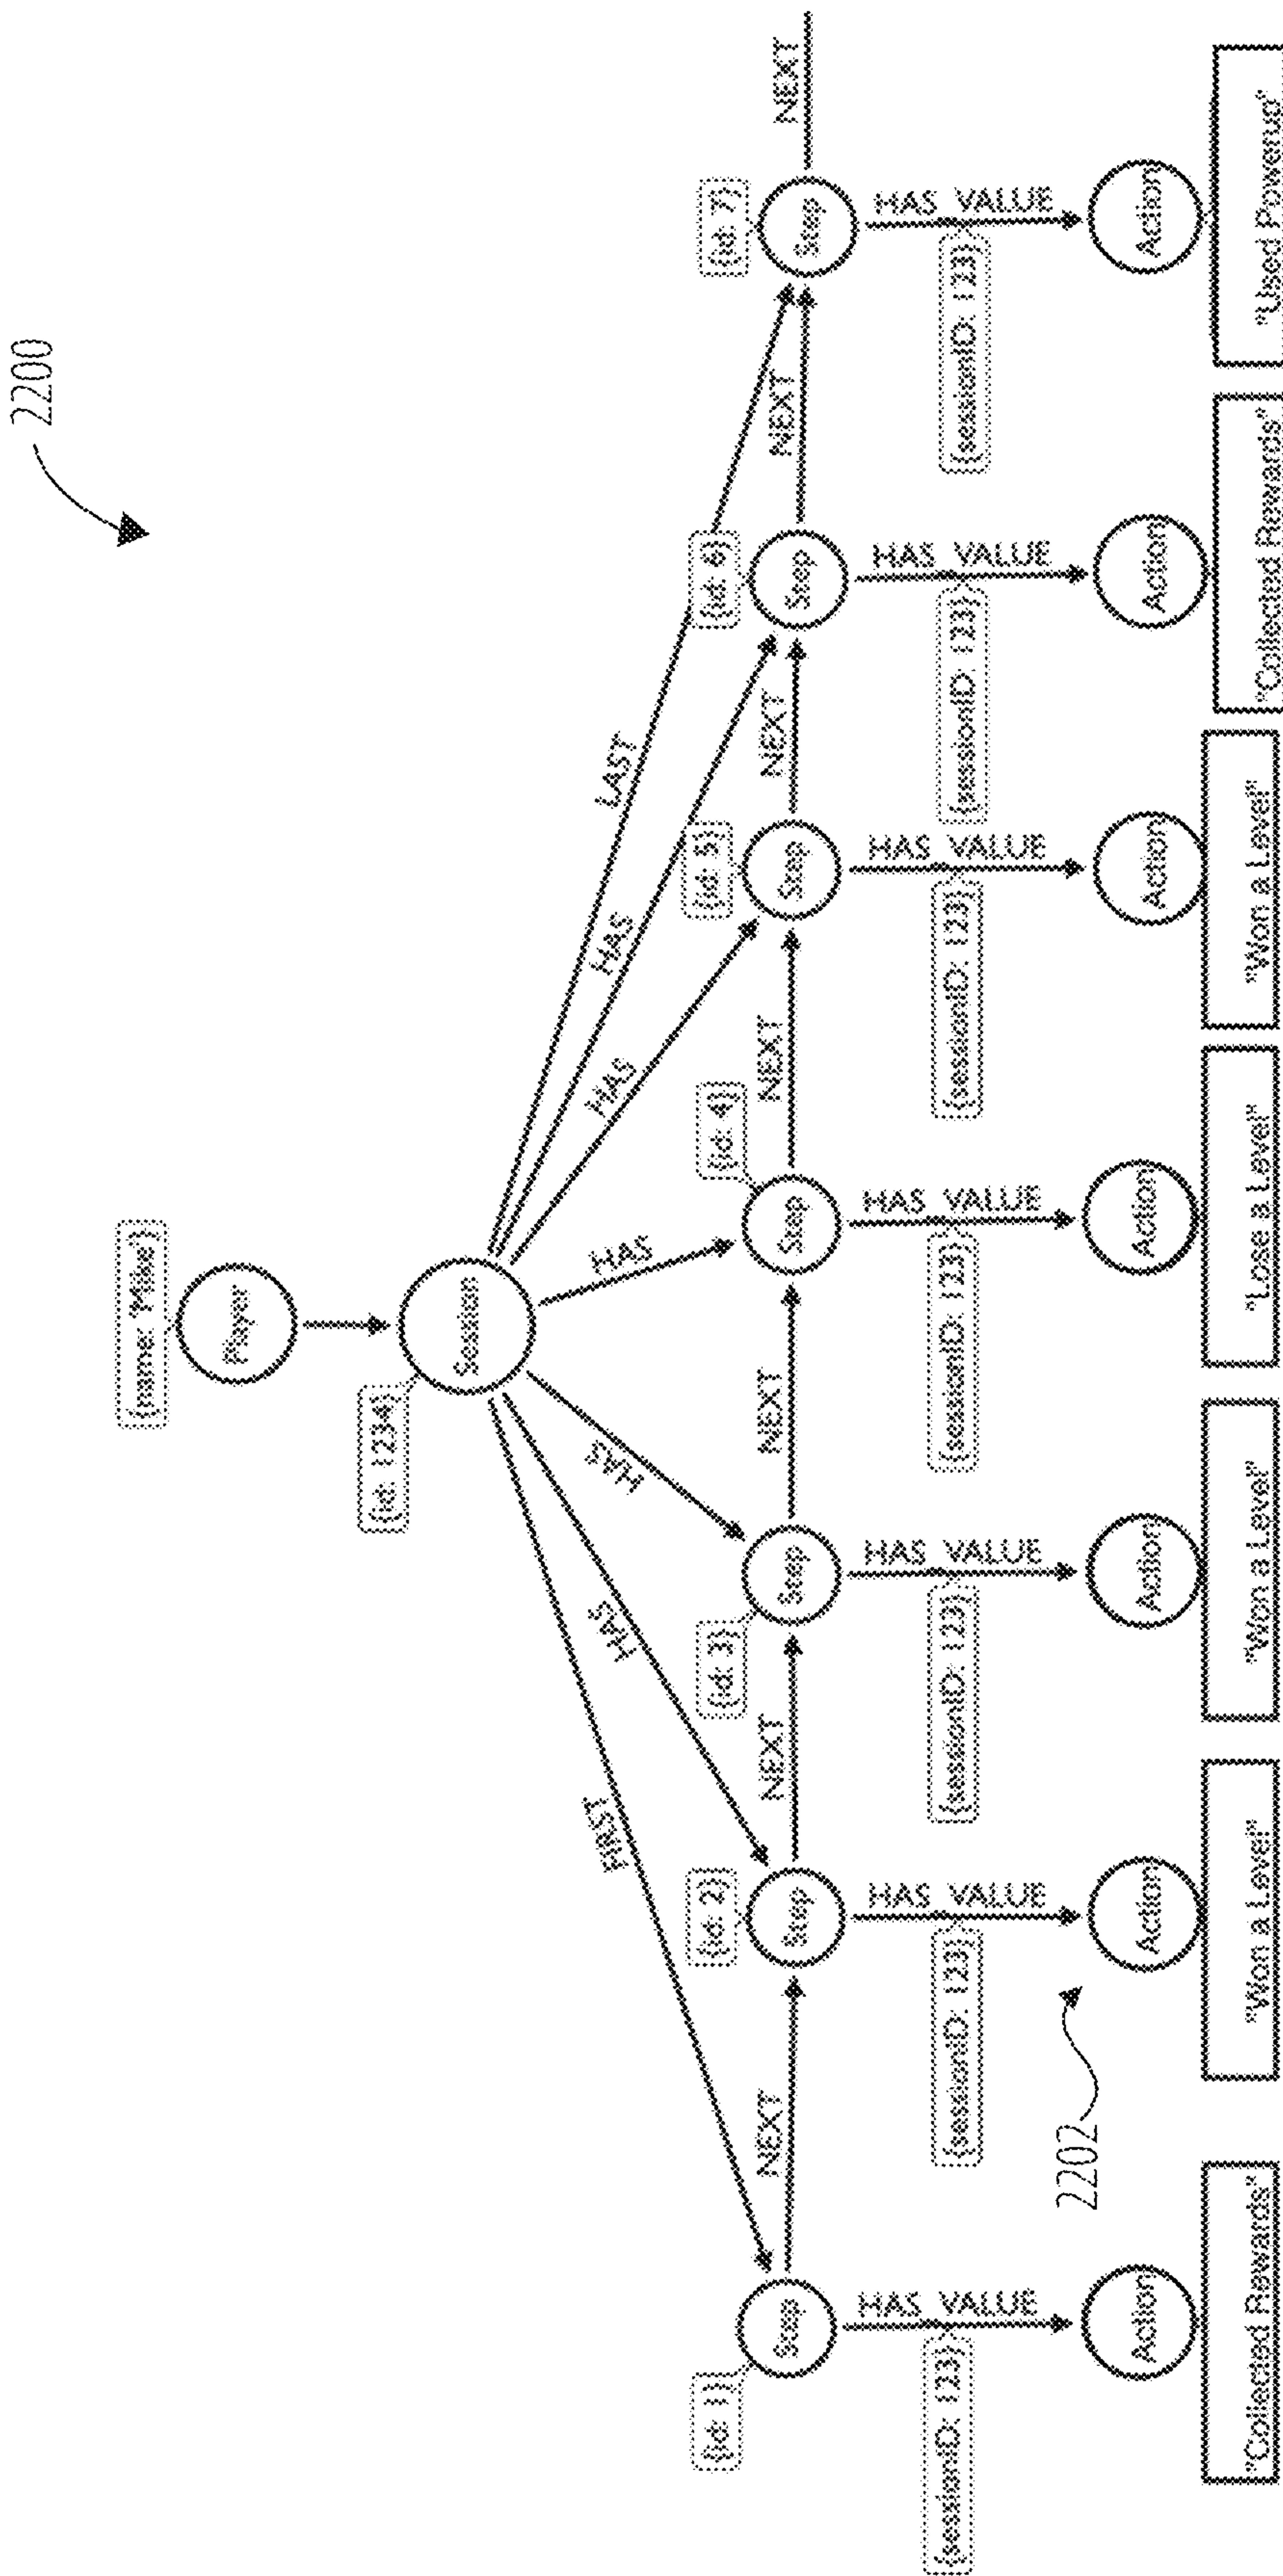 2200
{name: 'Mike'}
Player
{id: 1234}
Session
FIRST
HAS
HAS
HAS
HAS
HAS
LAST
{id: 1}
{id: 2}
{id: 3}
{id: 4}
{id: 5}
{id: 6}
{id: 7}
Step
NEXT
Step
NEXT
Step
NEXT
Step
NEXT
Step
NEXT
Step
NEXT
Step
NEXT
HAS VALUE
HAS VALUE
HAS VALUE
HAS VALUE
HAS VALUE
HAS VALUE
HAS VALUE
{sessionID: 123}
{sessionID: 123}
{sessionID: 123}
{sessionID: 123}
{sessionID: 123}
{sessionID: 123}
{sessionID: 123}
2202
Action
Action
Action
Action
Action
Action
Action
"Collected Rewards"
"Won a Level"
"Won a Level"
"Lose a Level"
"Won a Level"
"Collected Rewards"
"Used Powerup"